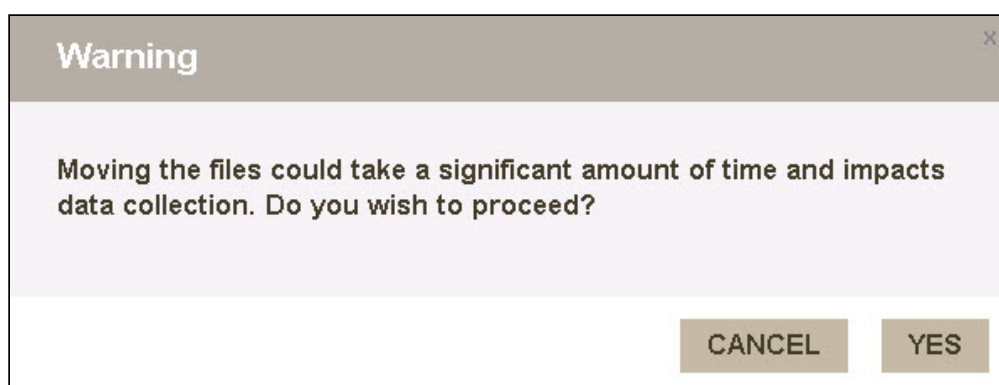 Warning
x
Moving the files could take a significant amount of time and impacts
data collection. Do you wish to proceed?
CANCEL
YES